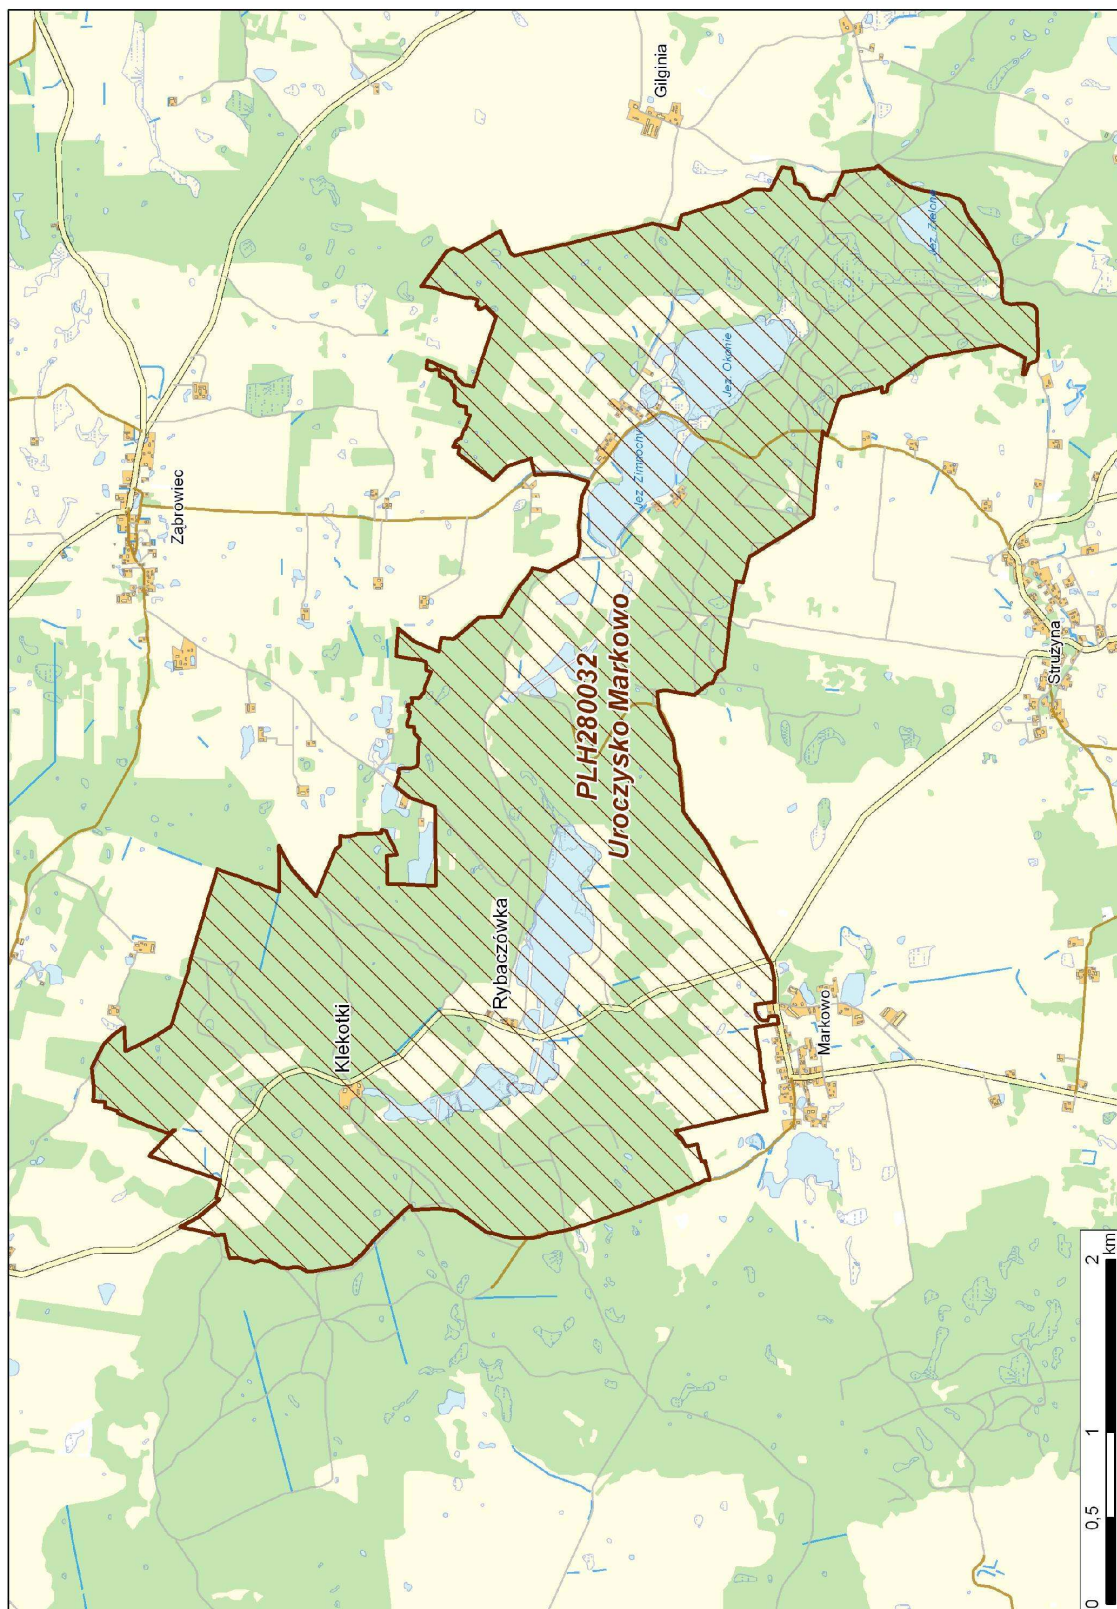 Gilginia
Ząbrowiec
Jez. Zielone
Jez. Okonie
Jez. Zimnochy
PLH280032
Uroczysko Markowo
Strużyna
Rybaczówka
Klekotki
Markowo
0 0,5 1 2
km